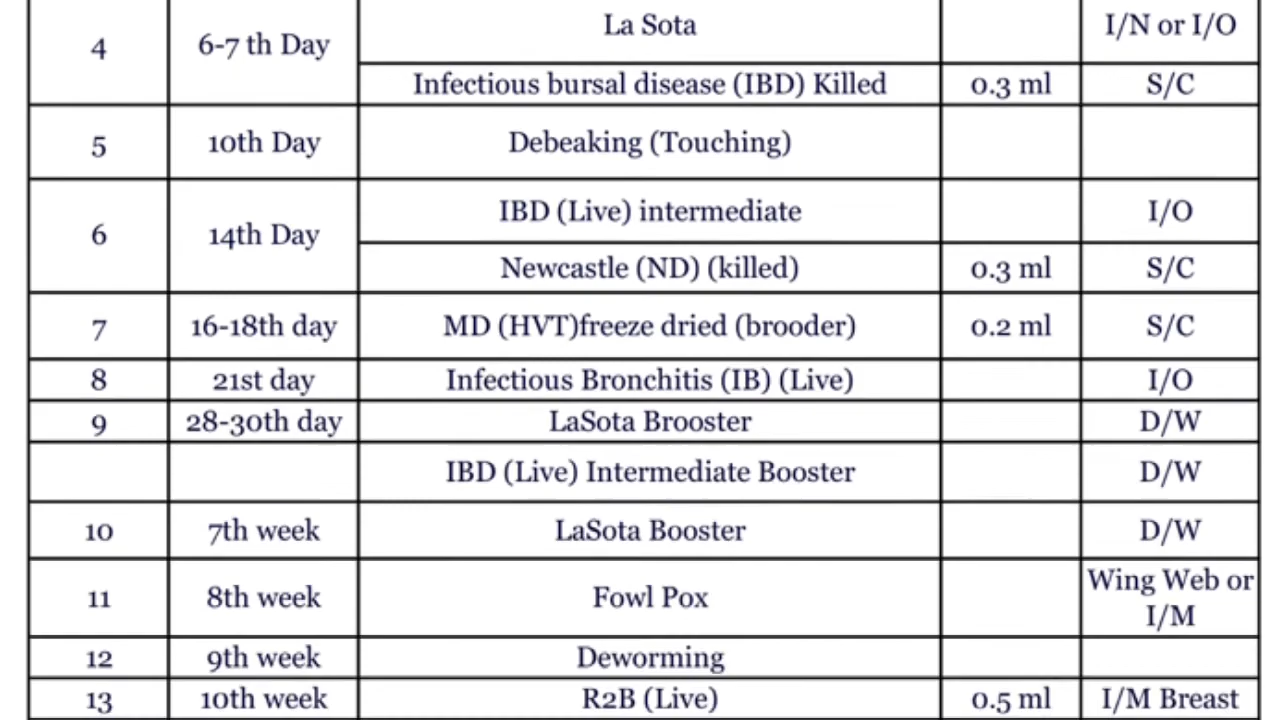 4 6-7 th Day La Sota I/N or I/O
Infectious bursal disease (IBD) Killed 0.3 ml S/C
5 10th Day Debeaking (Touching)
6 14th Day IBD (Live) intermediate I/O
Newcastle (ND) (killed) 0.3 ml S/C
7 16-18th day MD (HVT)freeze dried (brooder) 0.2 ml S/C
8 21st day Infectious Bronchitis (IB) (Live) I/O
9 28-30th day LaSota Brooster D/W
IBD (Live) Intermediate Booster D/W
10 7th week LaSota Booster D/W
11 8th week Fowl Pox Wing Web or
I/M
12 9th week Deworming
13 10th week R2B (Live) 0.5 ml I/M Breast